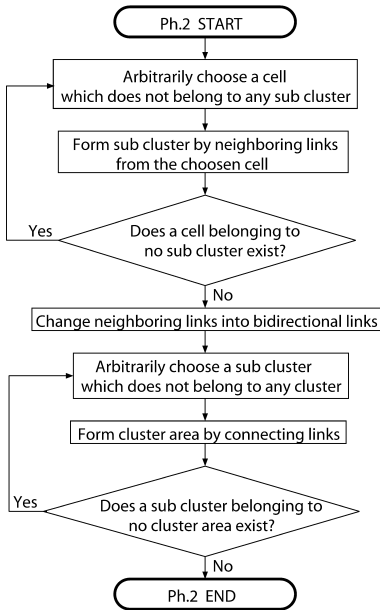 Ph.2 START
Arbitrarily choose a cell
which does not belong to any sub cluster
Form sub cluster by neighboring links
from the choosen cell
Does a cell belonging to
no sub cluster exist?
Yes
No
Change neighboring links into bidirectional links
Arbitrarily choose a sub cluster
which does not belong to any cluster
Form cluster area by connecting links
Does a sub cluster belonging to
no cluster area exist?
Yes
No
Ph.2 END